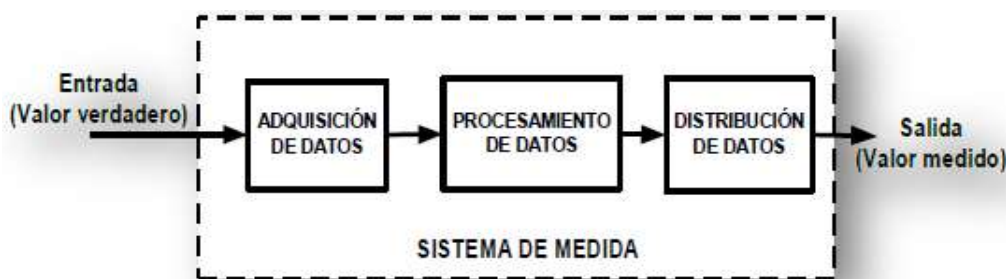 Entrada
(Valor verdadero)
ADQUISICIÓN
DE DATOS
PROCESAMIENTO
DE DATOS
DISTRIBUCIÓN
DE DATOS
Salida
(Valor medido)
SISTEMA DE MEDIDA